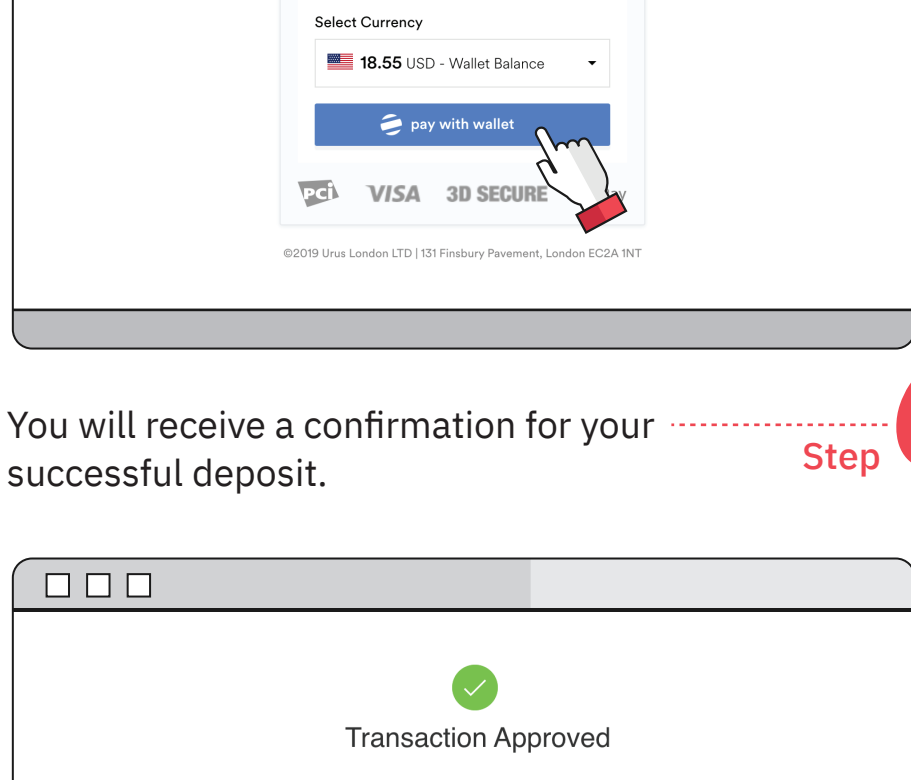 Select Currency
18.55 USD - Wallet Balance
pay with wallet
PCi VISA 3D SECURE
©2019 Urus London LTD | 131 Finsbury Pavement, London EC2A 1NT
You will receive a confirmation for your
successful deposit.
Step
Transaction Approved